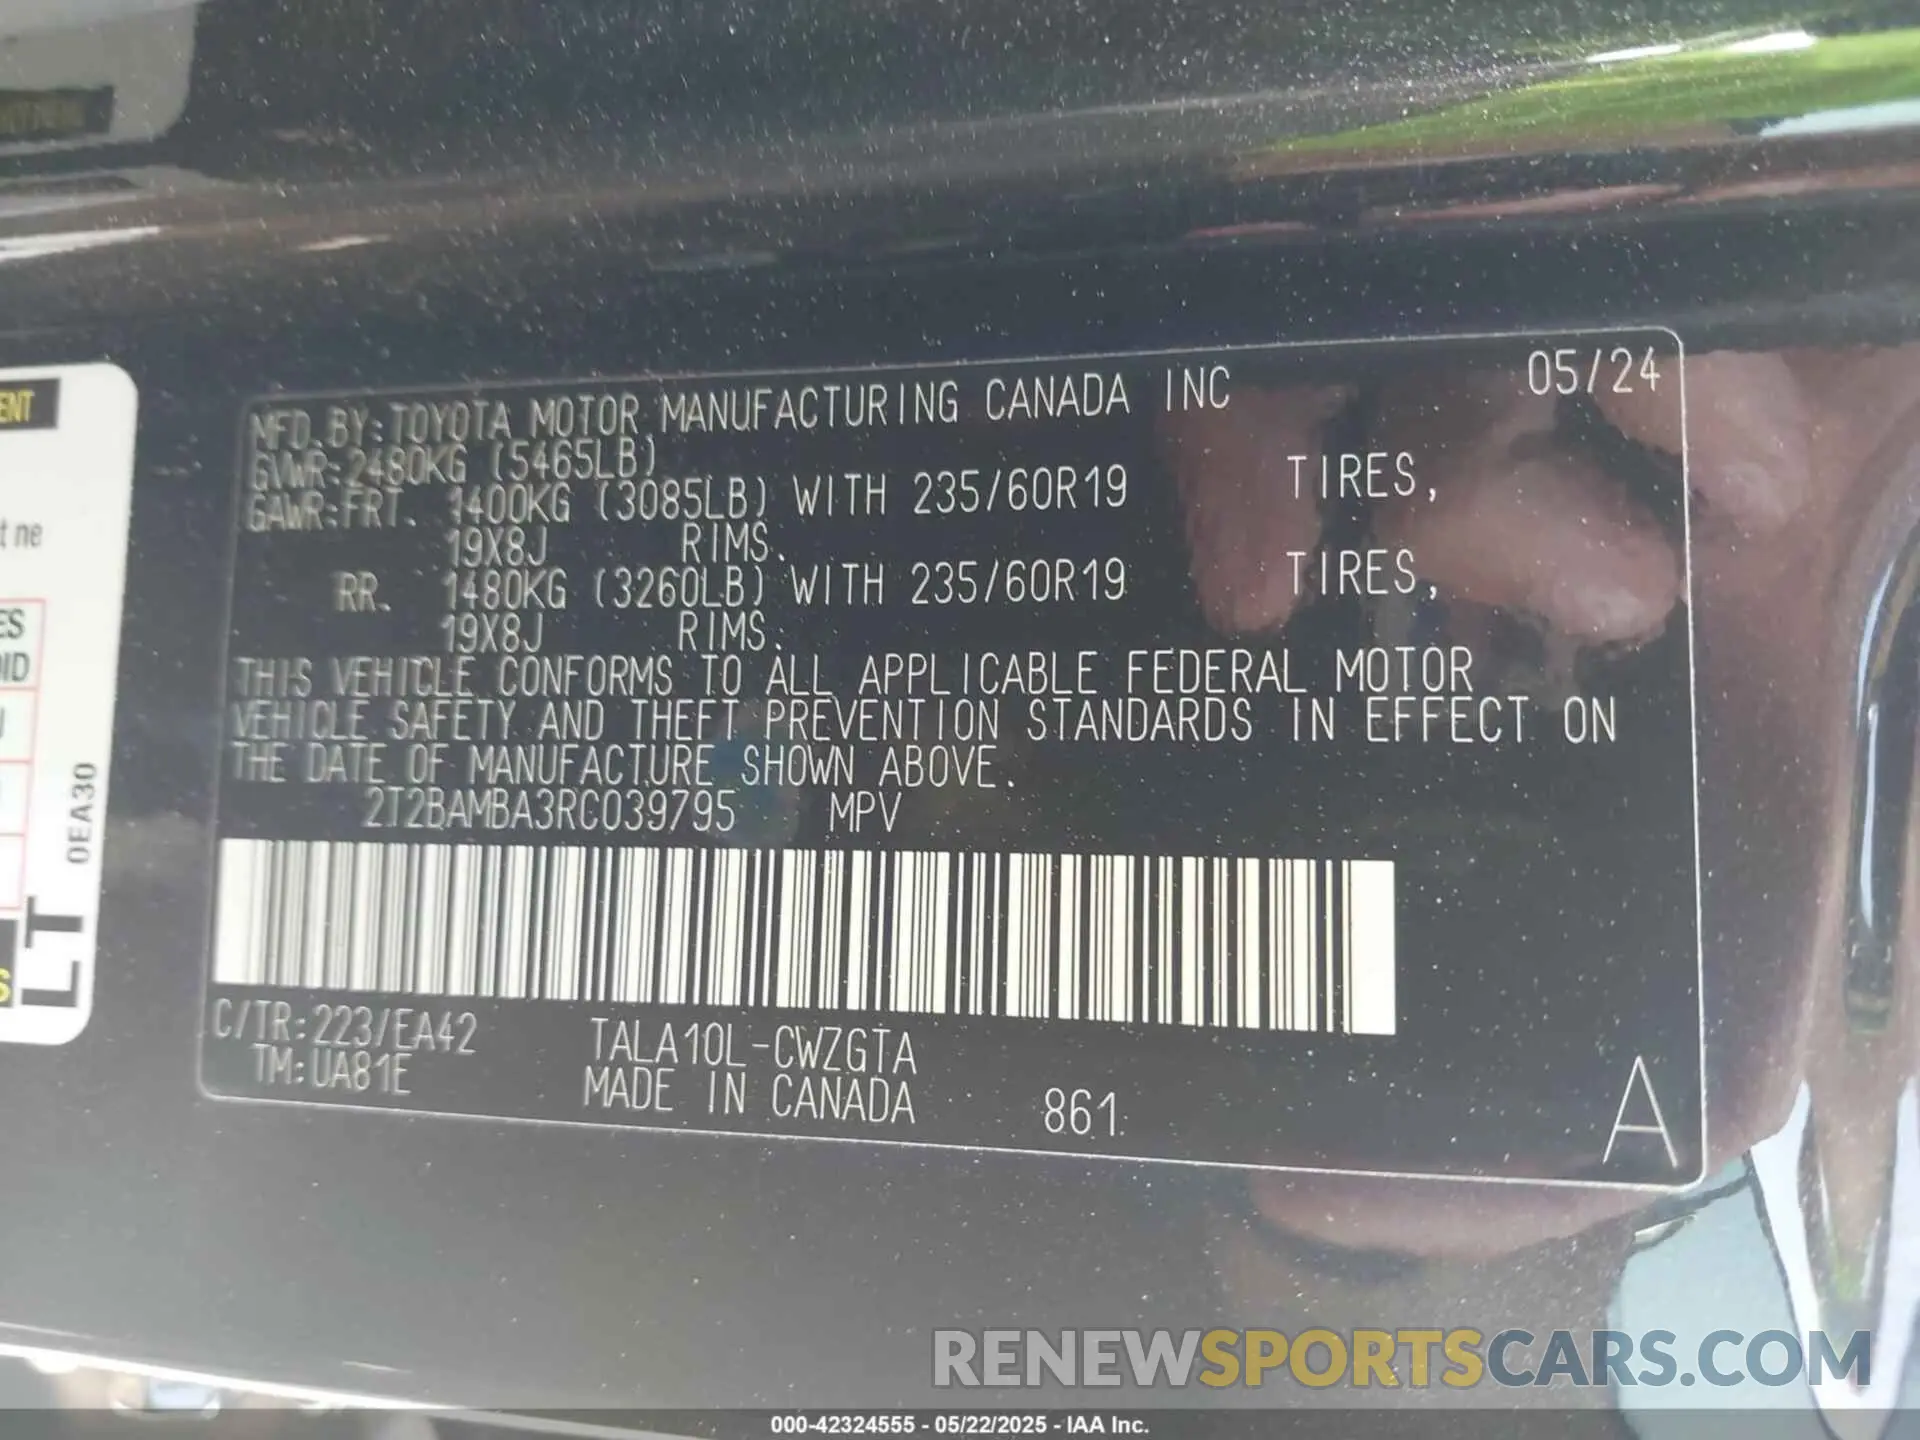 MFD. BY: TOYOTA MOTOR MANUFACTURING CANADA INC 05/24
GVWR: 2480KG (5465LB)
GAWR: FRT. 1400KG (3085LB) WITH 235/60R19 TIRES,
19X8J RIMS.
RR. 1480KG (3260LB) WITH 235/60R19 TIRES,
19X8J RIMS.
THIS VEHICLE CONFORMS TO ALL APPLICABLE FEDERAL MOTOR
VEHICLE SAFETY AND THEFT PREVENTION STANDARDS IN EFFECT ON
THE DATE OF MANUFACTURE SHOWN ABOVE.
2T2BAMBA3RC039795 MPV
C/TR: 223/EA42 TALA10L-CWZGTA
TM: UA81E MADE IN CANADA 861 A
ENT
t ne
ES
OID
0EA30
LT
S
RENEWSPORTSCARS.COM
000-42324555 - 05/22/2025 - IAA Inc.